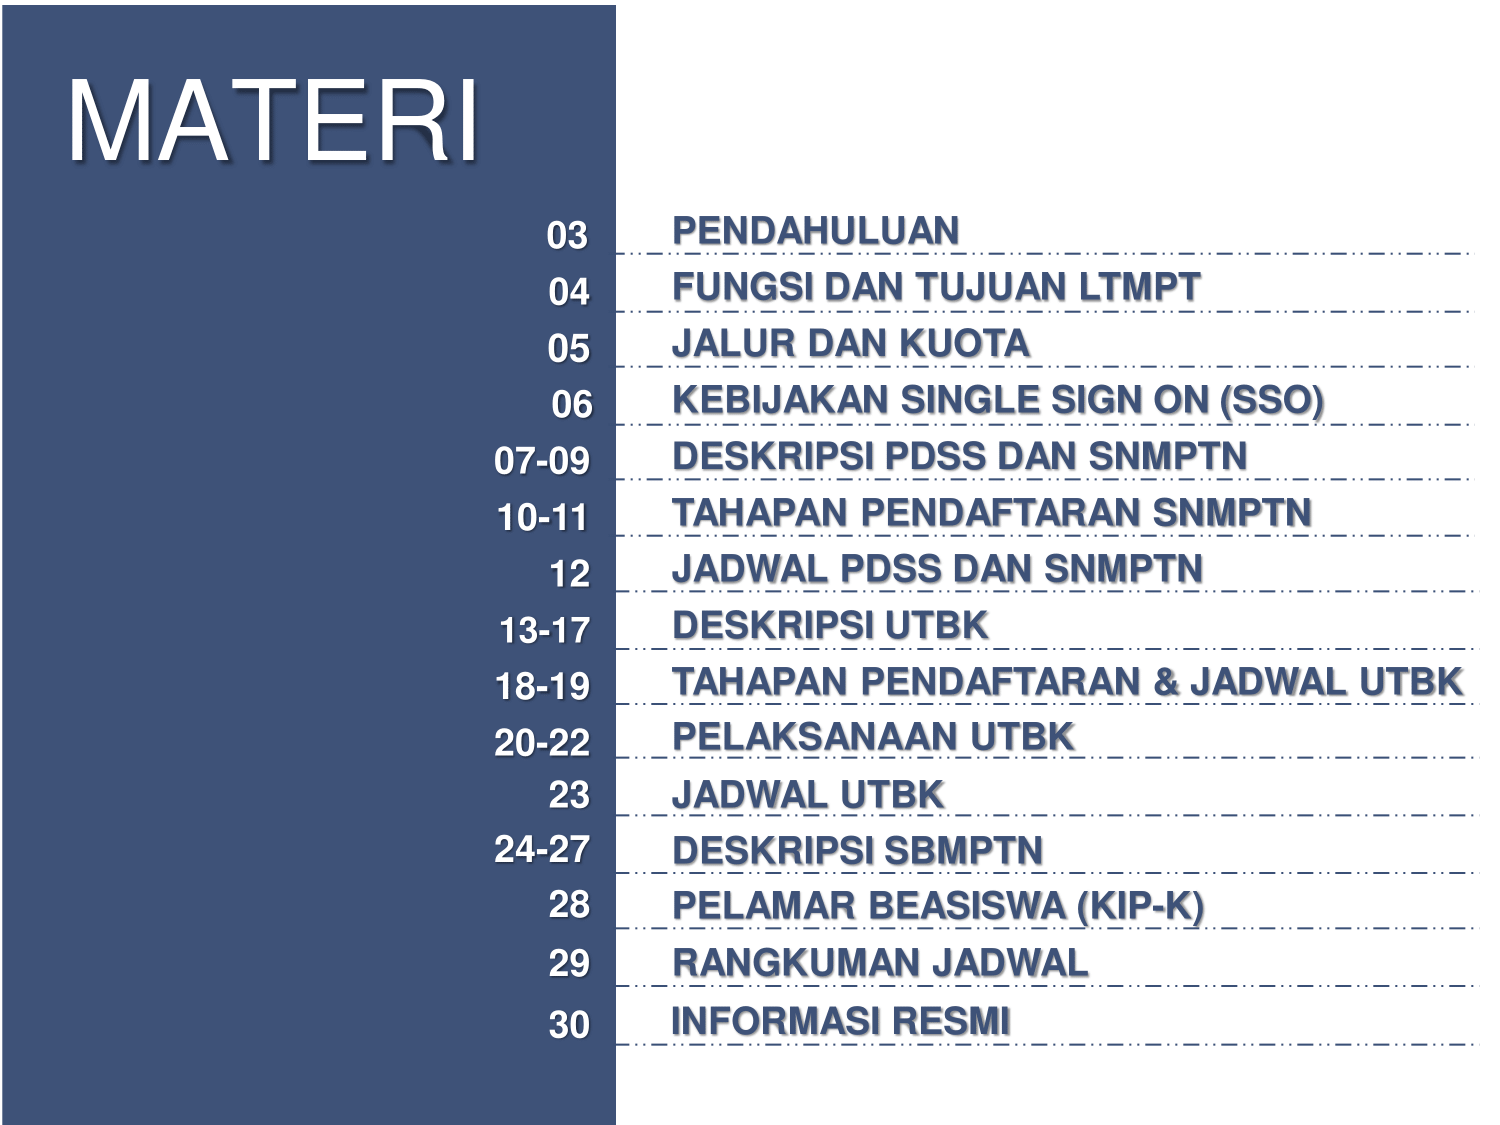 MATERI
03 PENDAHULUAN
04 FUNGSI DAN TUJUAN LTMPT
05 JALUR DAN KUOTA
06 KEBIJAKAN SINGLE SIGN ON (SSO)
07-09 DESKRIPSI PDSS DAN SNMPTN
10-11 TAHAPAN PENDAFTARAN SNMPTN
12 JADWAL PDSS DAN SNMPTN
13-17 DESKRIPSI UTBK
18-19 TAHAPAN PENDAFTARAN & JADWAL UTBK
20-22 PELAKSANAAN UTBK
23 JADWAL UTBK
24-27 DESKRIPSI SBMPTN
28 PELAMAR BEASISWA (KIP-K)
29 RANGKUMAN JADWAL
30 INFORMASI RESMI